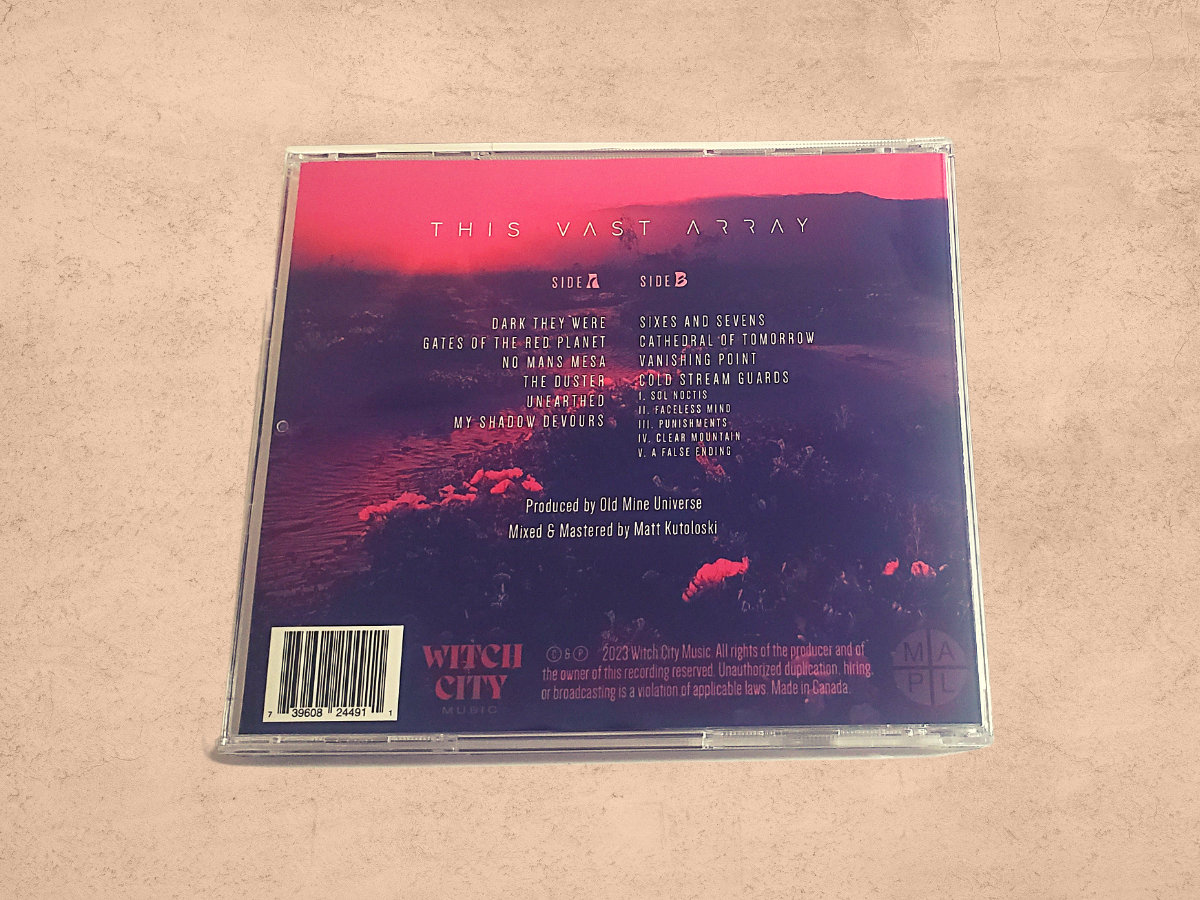 THIS VAST ARRAY
SIDE A
DARK THEY WERE
GATES OF THE RED PLANET
NO MANS MESA
THE DUSTER
UNEARTHED
MY SHADOW DEVOURS
SIDE B
SIXES AND SEVENS
CATHEDRAL OF TOMORROW
VANISHING POINT
COLD STREAM GUARDS
I. SOL NOCTIS
II. FACELESS MIND
III. PUNISHMENTS
IV. CLEAR MOUNTAIN
V. A FALSE ENDING
Produced by Old Mine Universe
Mixed & Mastered by Matt Kutoloski
7 39608 24491 1
WITCH
CITY
MUSIC
Ⓒ & Ⓟ 2023 Witch City Music. All rights of the producer and of
the owner of this recording reserved. Unauthorized duplication, hiring,
or broadcasting is a violation of applicable laws. Made in Canada.
M A
P L